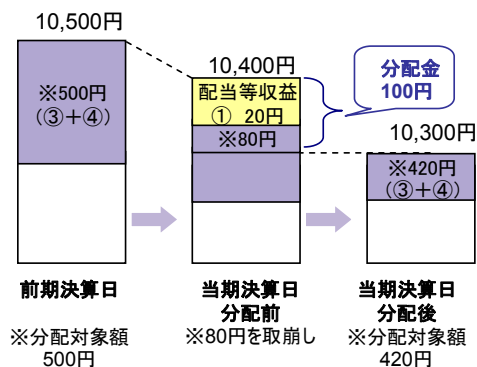 10,500円
※500円
(③＋④)
10,400円
配当等収益
① 20円
※80円
分配金
100円
10,300円
※420円
(③＋④)
前期決算日
当期決算日
分配前
当期決算日
分配後
※分配対象額
500円
※80円を取崩し
※分配対象額
420円